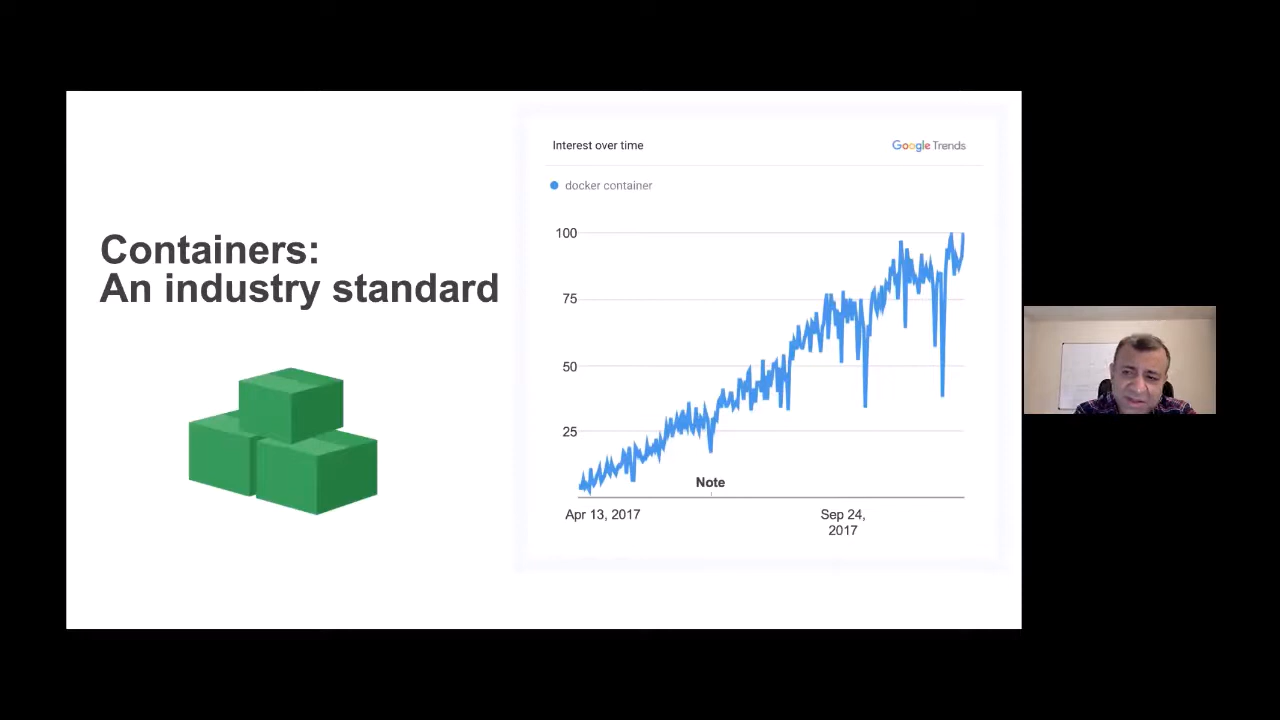 Containers:
An industry standard
Interest over time
Google Trends
docker container
100
75
50
25
Note
Apr 13, 2017
Sep 24,
2017